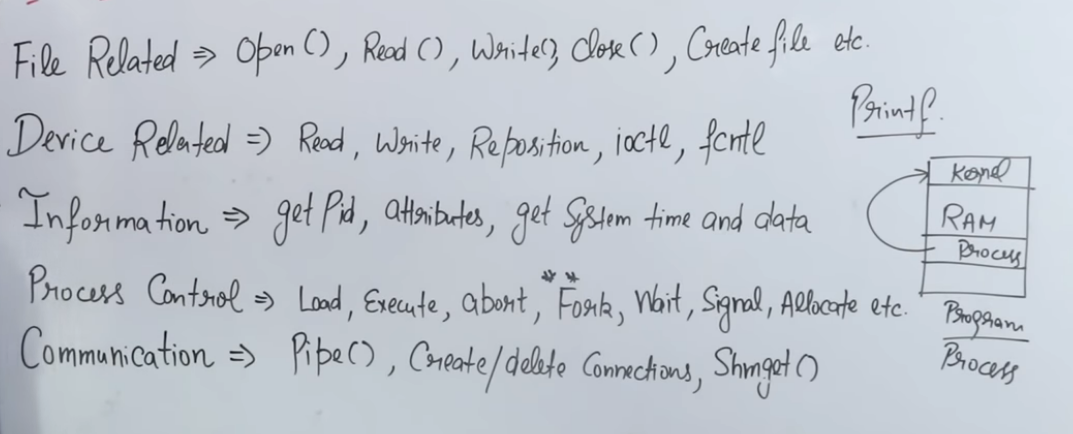 File Related ⇒ Open(), Read(), Write(), Close(), Create file etc.
Printf.
Device Related ⇒ Read, Write, Reposition, ioctl, fcntl
Kernel
Information ⇒ get Pid, attributes, get System time and data
RAM
Process
Process Control ⇒ Load, Execute, abort, **Fork, Wait, Signal, Allocate etc.
Program
Communication ⇒ Pipe(), Create/delete Connections, Shmget()
Process